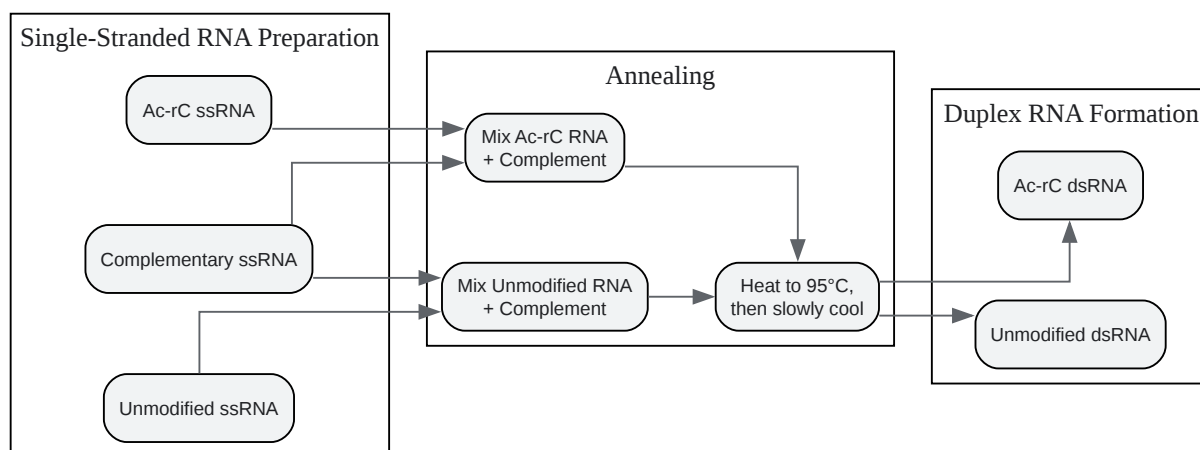 Single-Stranded RNA Preparation
Ac-rC ssRNA
Complementary ssRNA
Unmodified ssRNA
Annealing
Mix Ac-rC RNA
+ Complement
Mix Unmodified RNA
+ Complement
Heat to 95°C,
then slowly cool
Duplex RNA Formation
Ac-rC dsRNA
Unmodified dsRNA